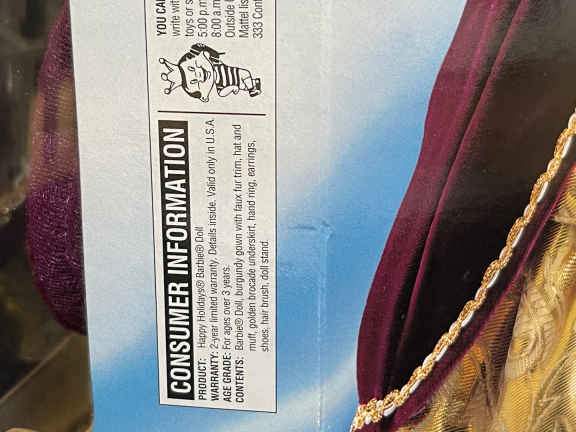 CONSUMER INFORMATION
PRODUCT: Happy Holidays® Barbie® Doll
WARRANTY: 2-year limited warranty. Details inside. Valid only in U.S.A.
AGE GRADE: For ages over 3 years.
CONTENTS: Barbie® Doll, burgundy gown with faux fur trim, hat and
muff, golden brocade underskirt, hand ring, earrings,
shoes, hair brush, doll stand.
YOU CA
write wit
toys or s
5:00 p.m
8:00 a.m
Outside
Mattel lis
333 Cont